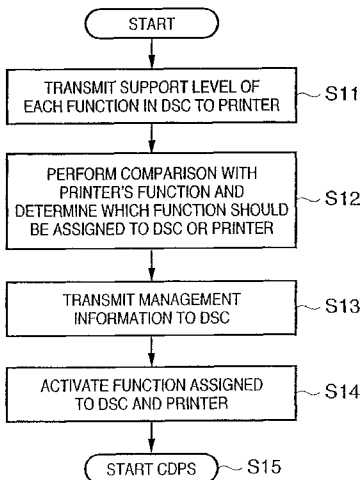 START
TRANSMIT SUPPORT LEVEL OF
EACH FUNCTION IN DSC TO PRINTER
S11
PERFORM COMPARISON WITH
PRINTER'S FUNCTION AND
DETERMINE WHICH FUNCTION SHOULD
BE ASSIGNED TO DSC OR PRINTER
S12
TRANSMIT MANAGEMENT
INFORMATION TO DSC
S13
ACTIVATE FUNCTION ASSIGNED
TO DSC AND PRINTER
S14
START CDPS
S15